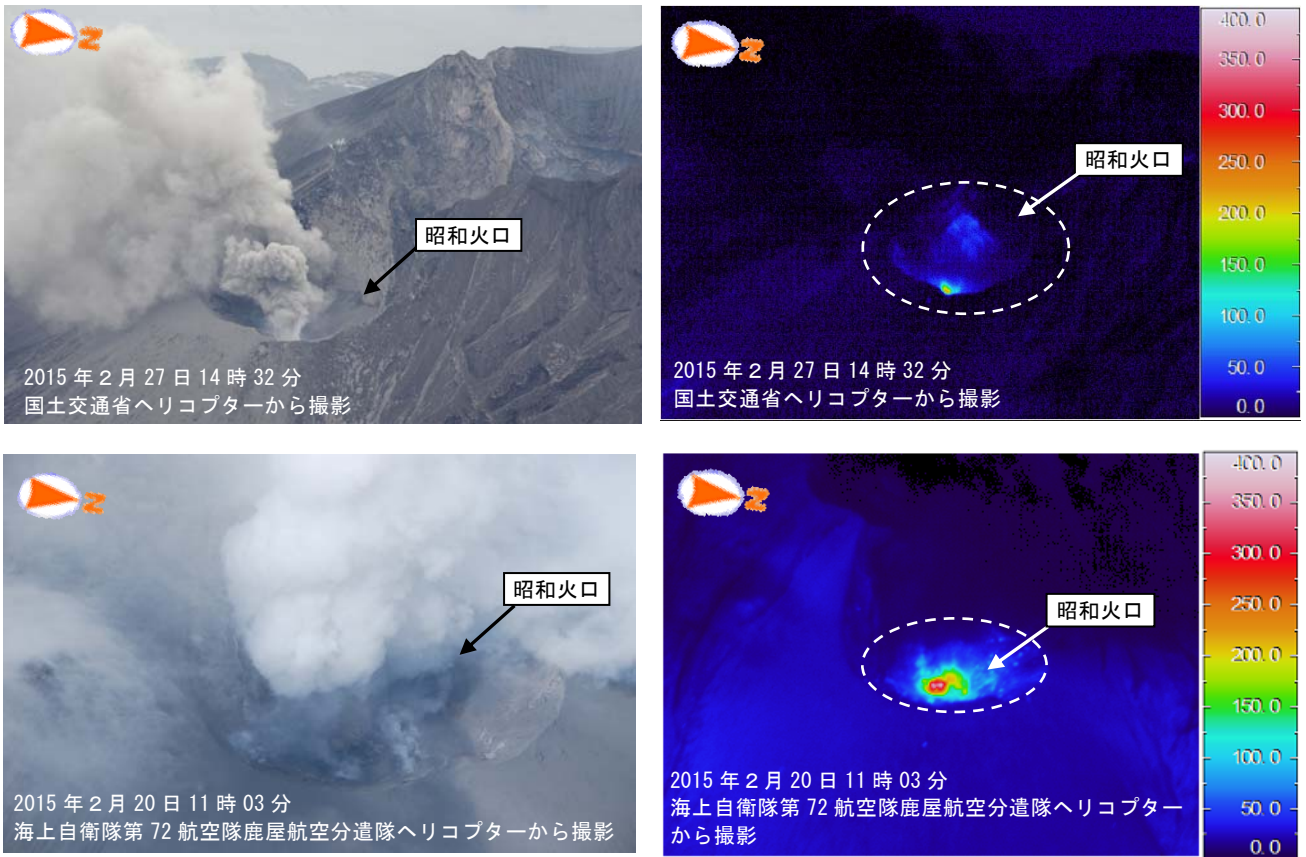 Z
昭和火口
2015年2月27日14時32分
国土交通省ヘリコプターから撮影
Z
昭和火口
2015年2月27日14時32分
国土交通省ヘリコプターから撮影
400.0
350.0
300.0
250.0
200.0
150.0
100.0
50.0
0.0
Z
昭和火口
2015年2月20日11時03分
海上自衛隊第72航空隊鹿屋航空分遣隊ヘリコプターから撮影
Z
昭和火口
2015年2月20日11時03分
海上自衛隊第72航空隊鹿屋航空分遣隊ヘリコプター
から撮影
400.0
350.0
300.0
250.0
200.0
150.0
100.0
50.0
0.0